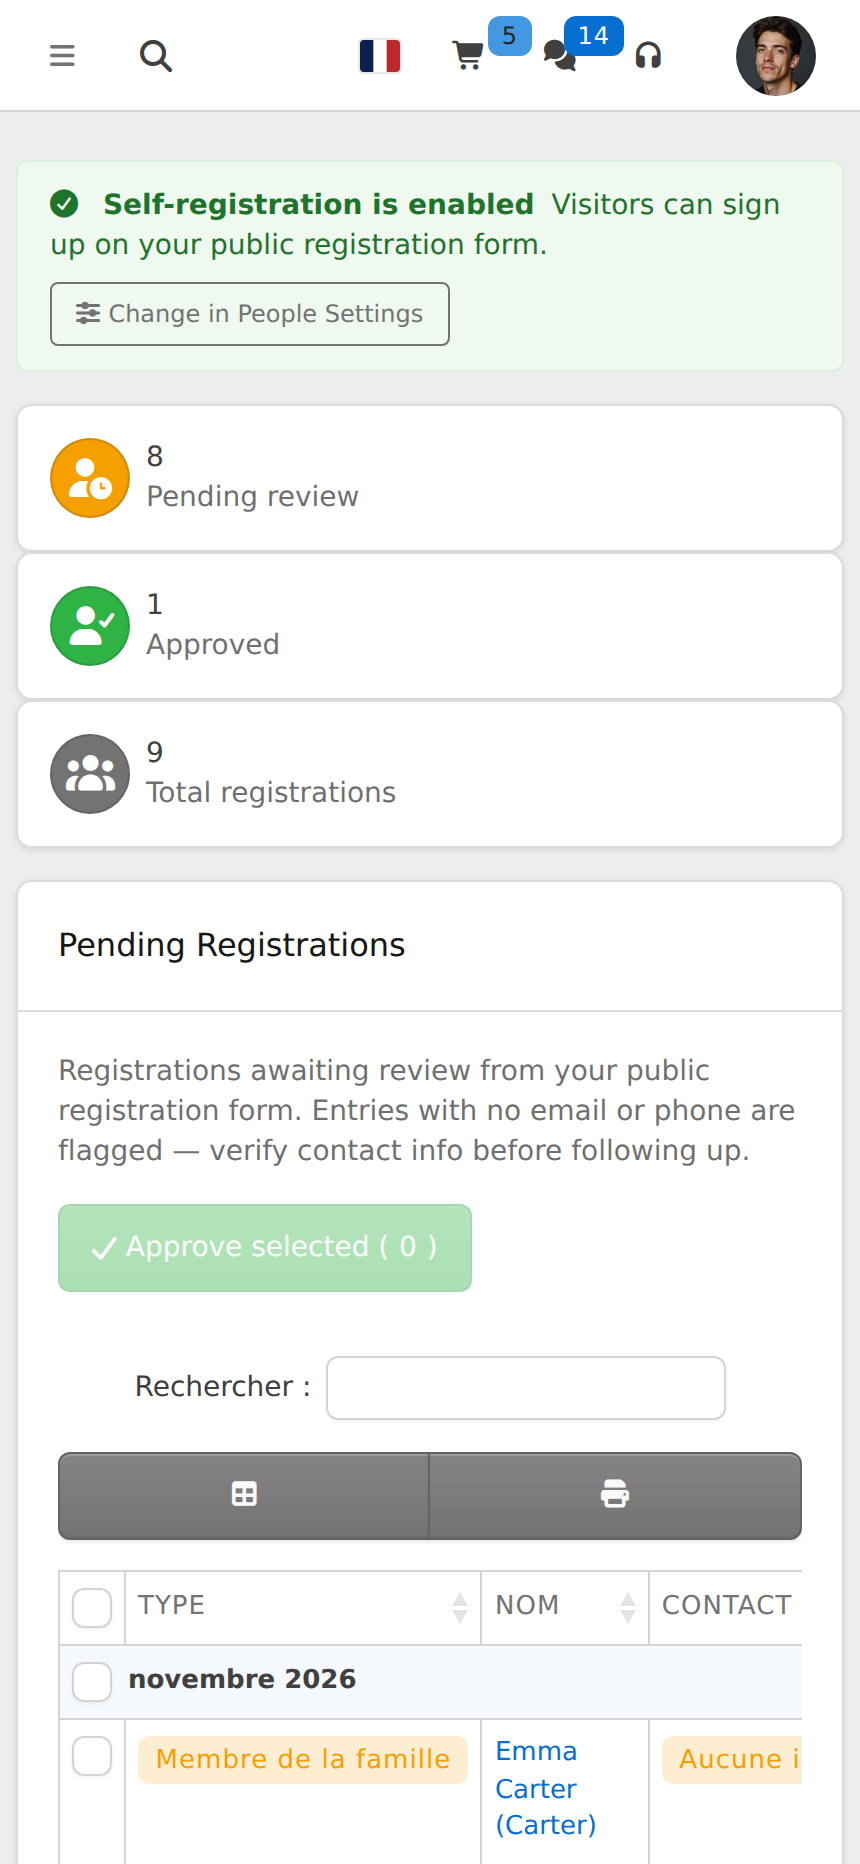 5
14
Self-registration is enabled Visitors can sign
up on your public registration form.
Change in People Settings
8
Pending review
1
Approved
9
Total registrations
Pending Registrations
Registrations awaiting review from your public
registration form. Entries with no email or phone are
flagged — verify contact info before following up.
Approve selected ( 0 )
Rechercher :
TYPE NOM CONTACT
novembre 2026
Membre de la famille Emma Aucune i
Carter
(Carter)